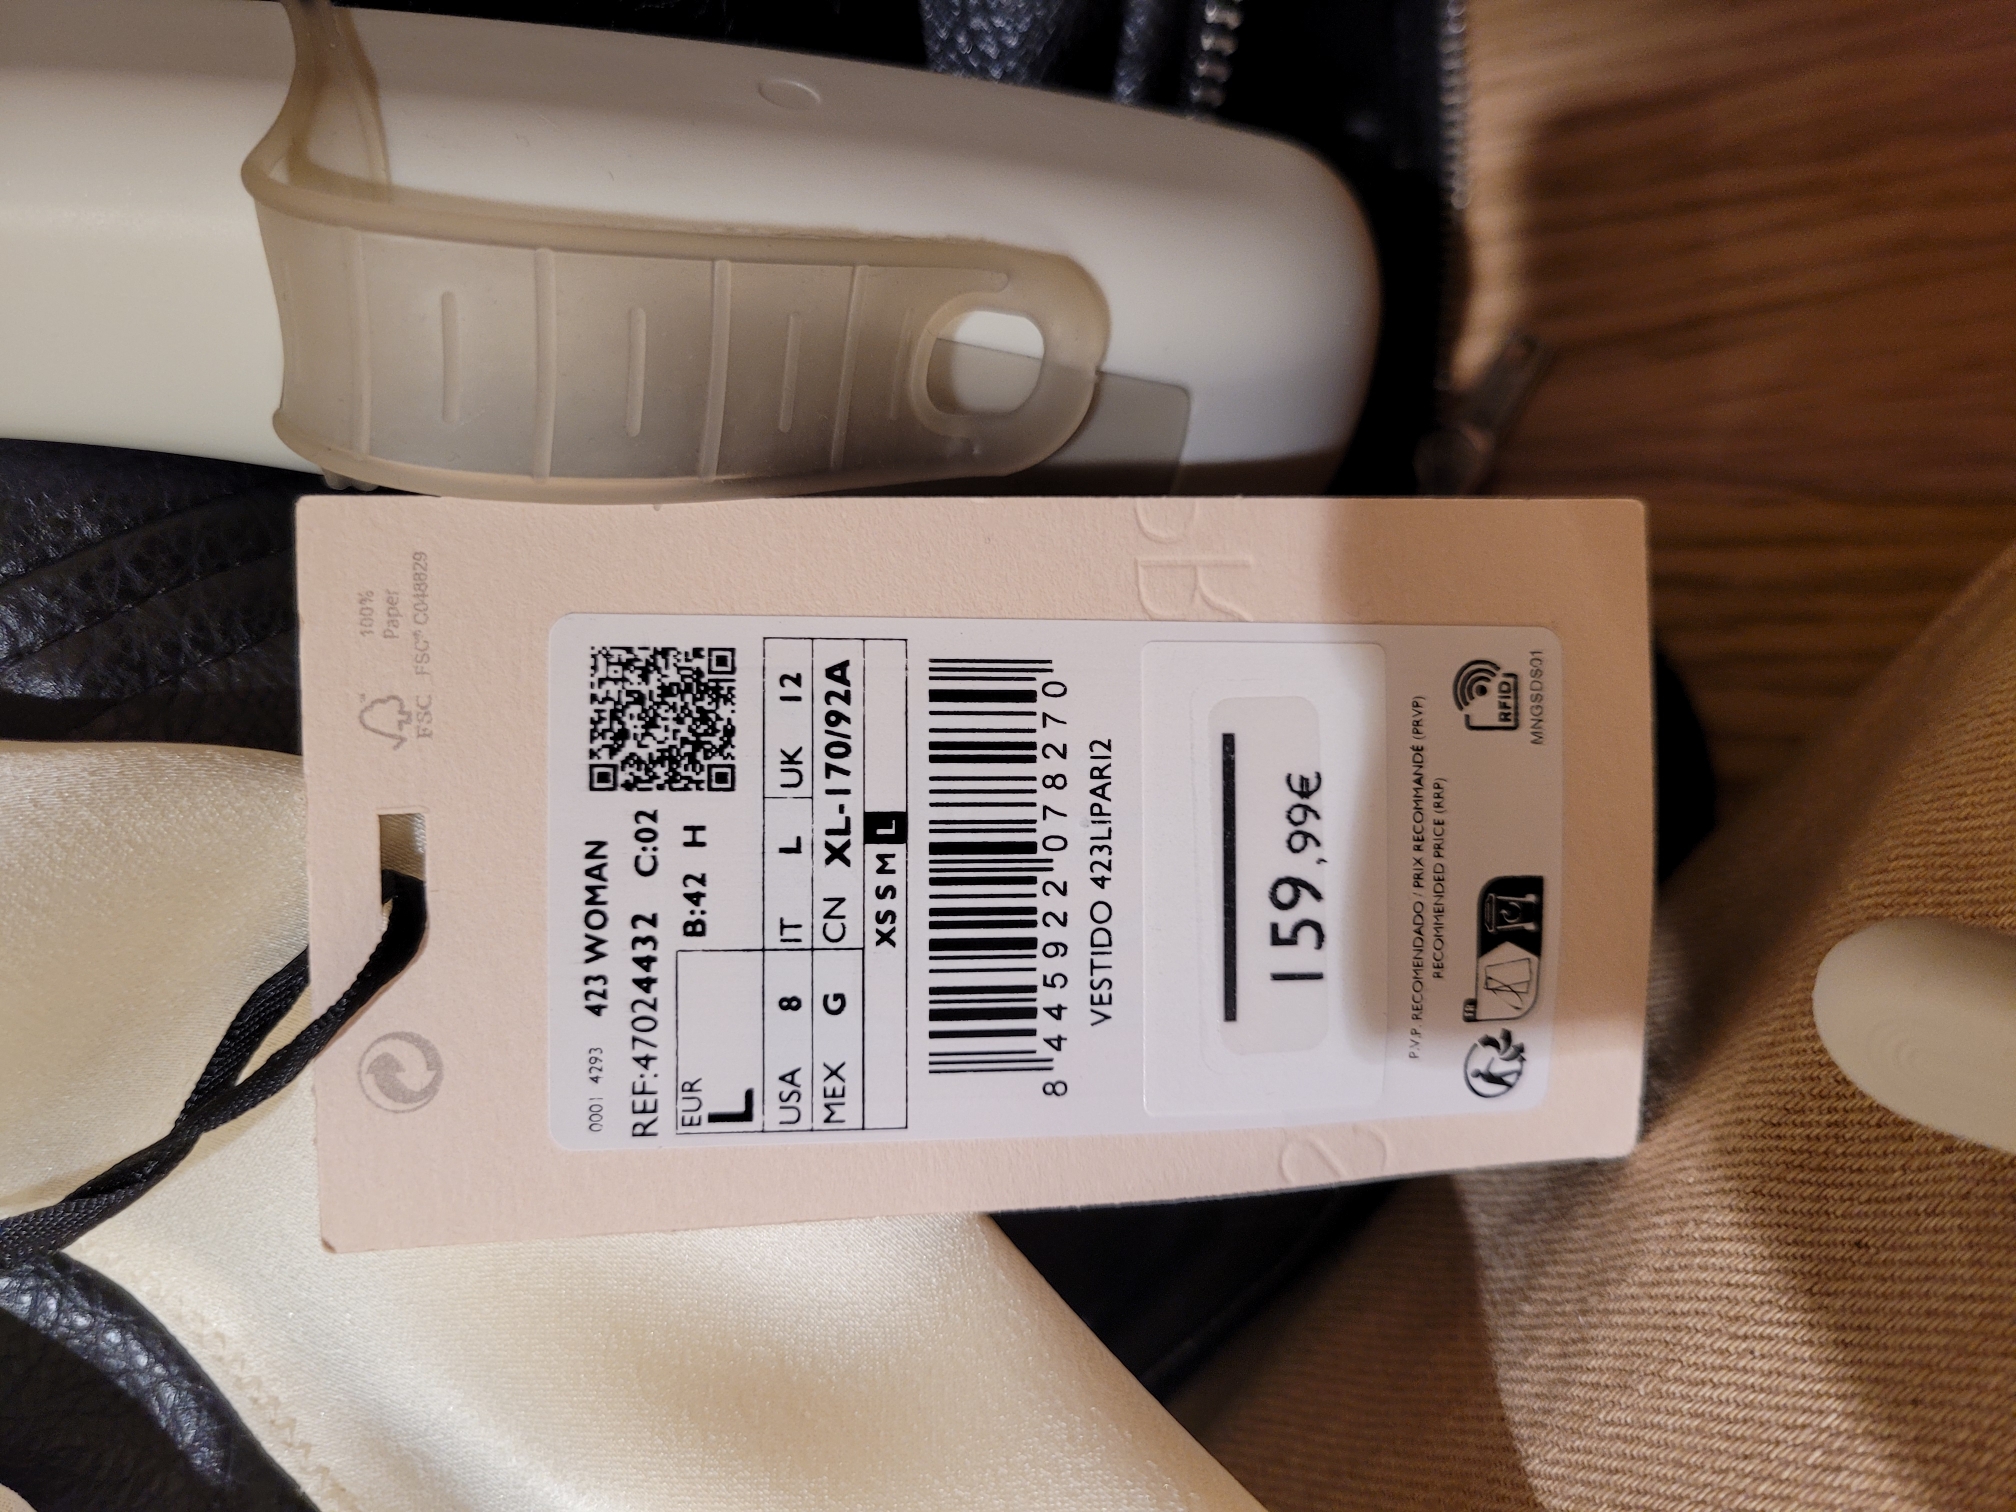 100%
Paper
FSC™ FSC® C048829
0001 4293 423 WOMAN
REF:47024432 C:02
B:42 H
EUR
L
USA 8 IT L UK 12
MEX G CN XL-170/92A
XS S M L
8 445922 078270
VESTIDO 423LIPARI2
159,99€
P.V.P. RECOMENDADO / PRIX RECOMMANDÉ (PRVP)
RECOMMENDED PRICE (RRP)
FR
RFID
MNGSDS01